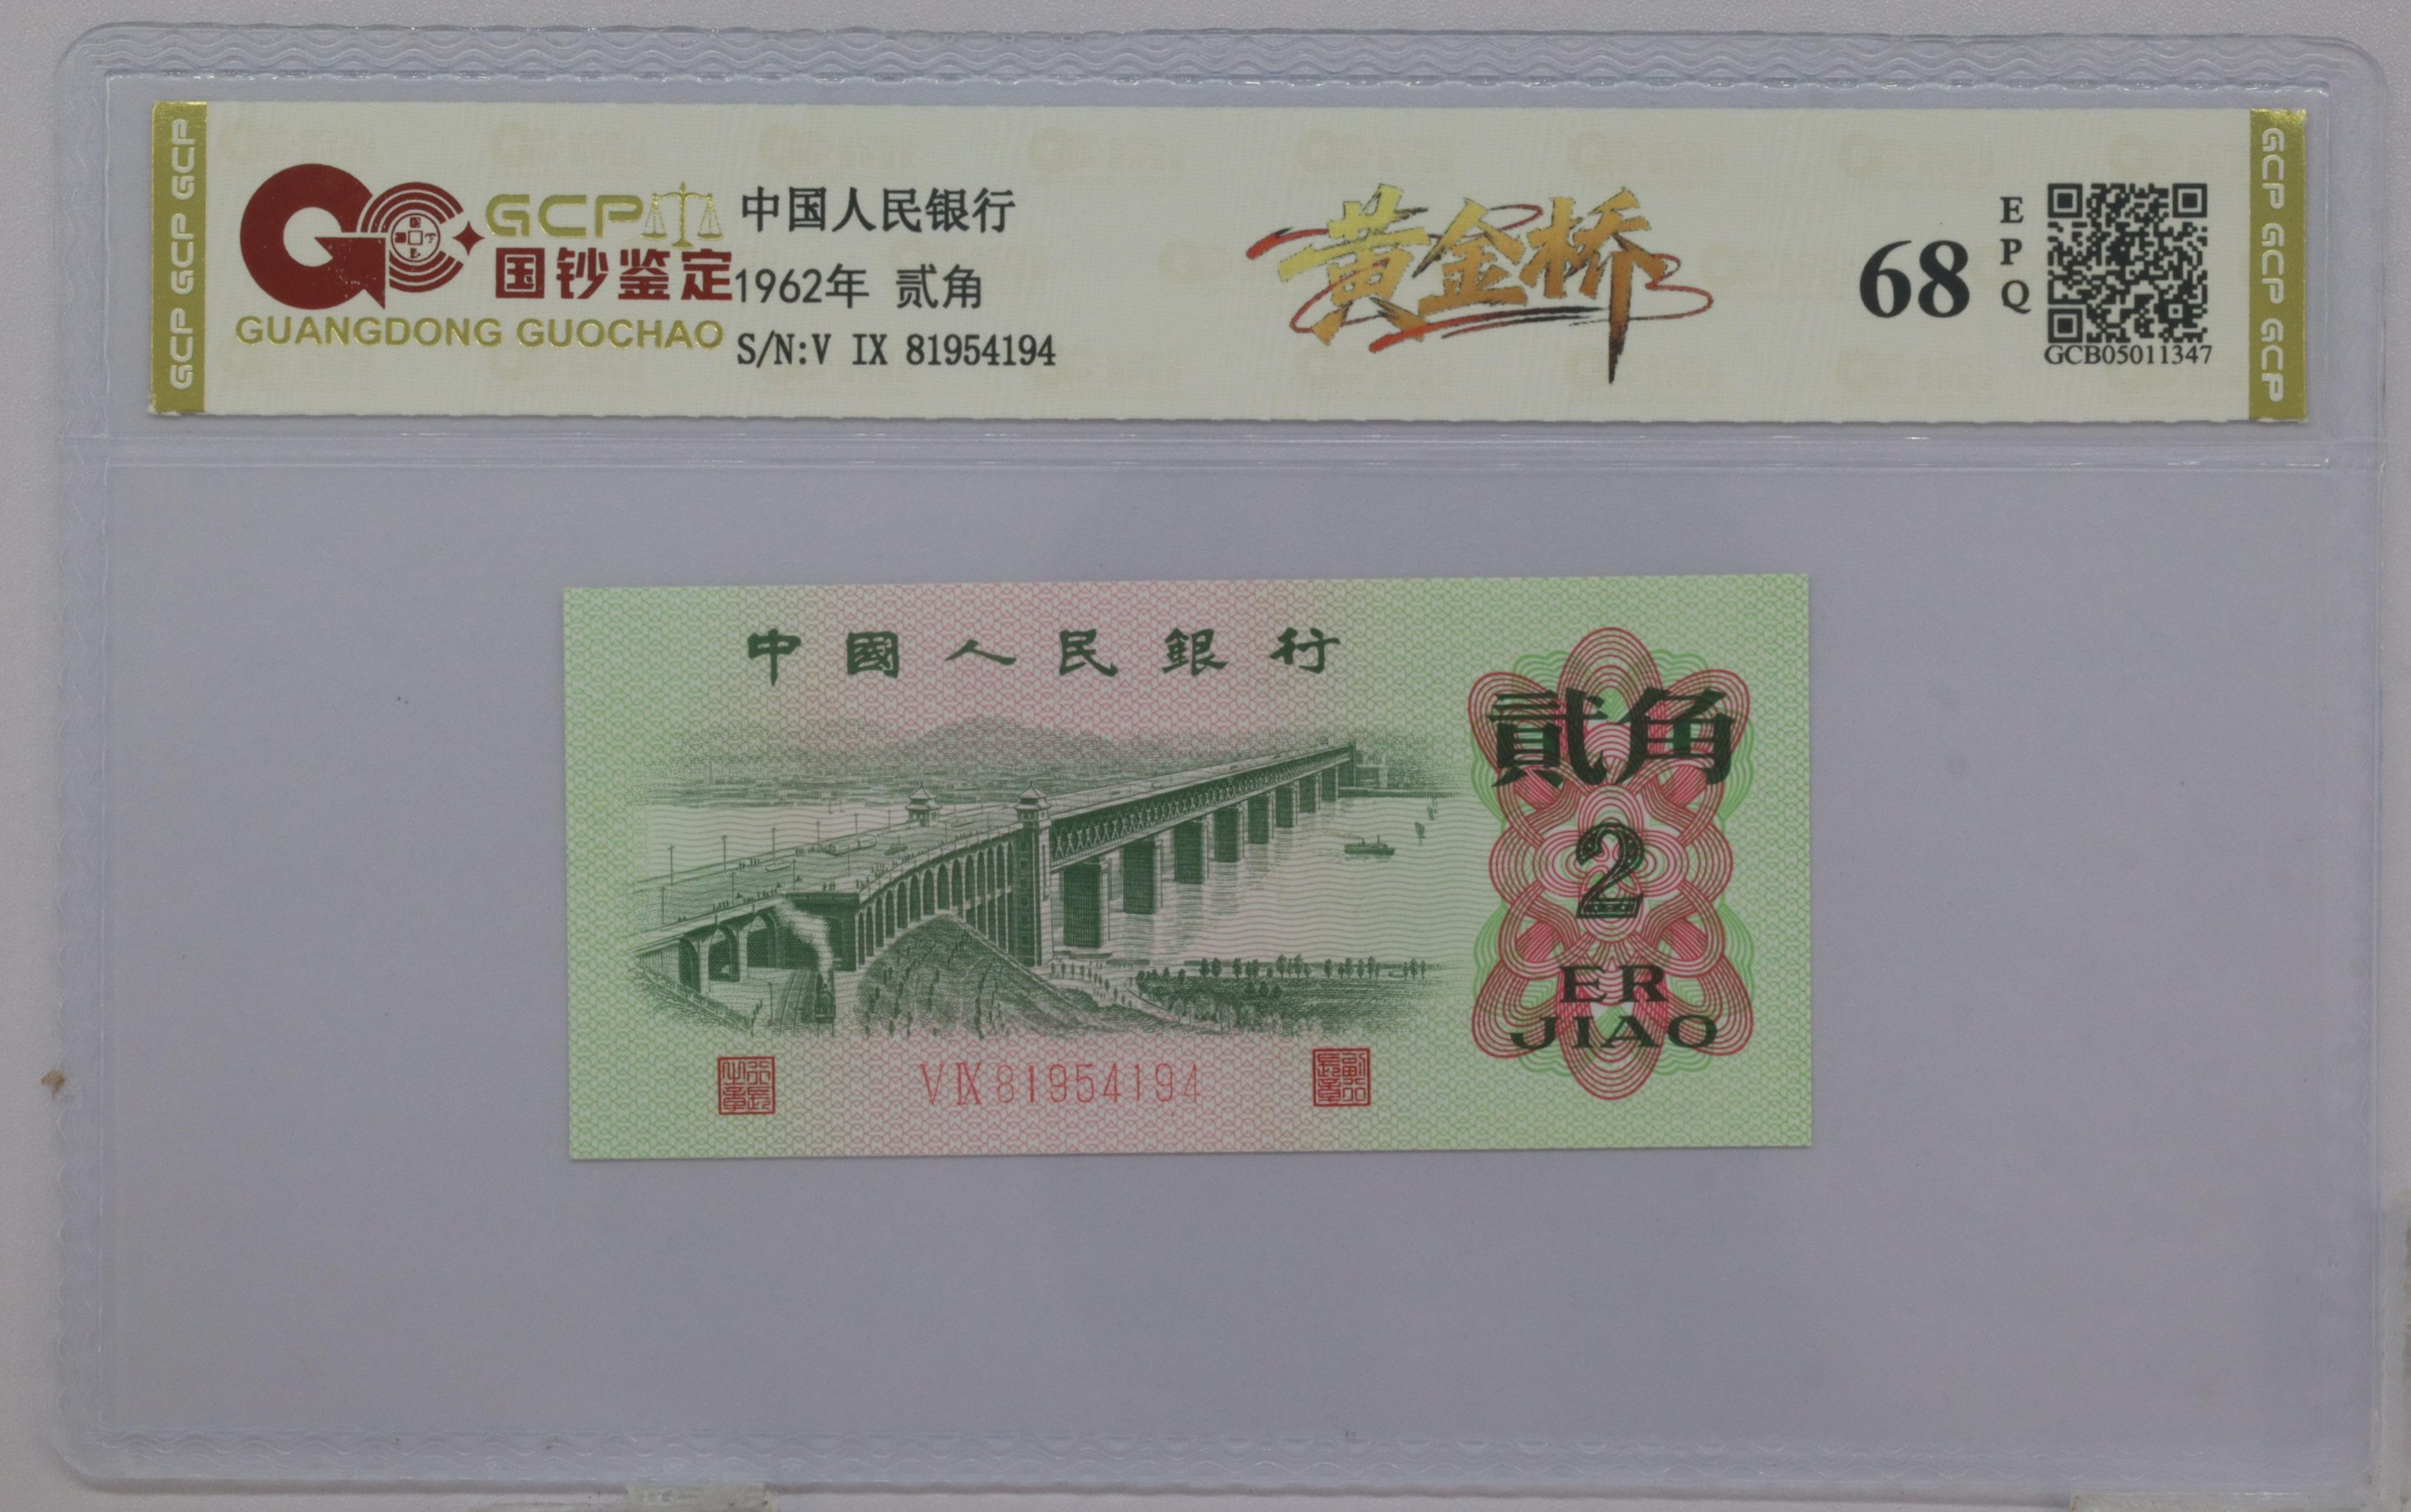 GCP GCP GCP
GCP
国钞鉴定
GUANGDONG GUOCHAO
中国人民银行
1962年 贰角
S/N:V IX 81954194
黄金桥
68
EPQ
GCB05011347
GCP GCP GCP
中國人民銀行
貳角
2
ER
JIAO
VⅨ81954194